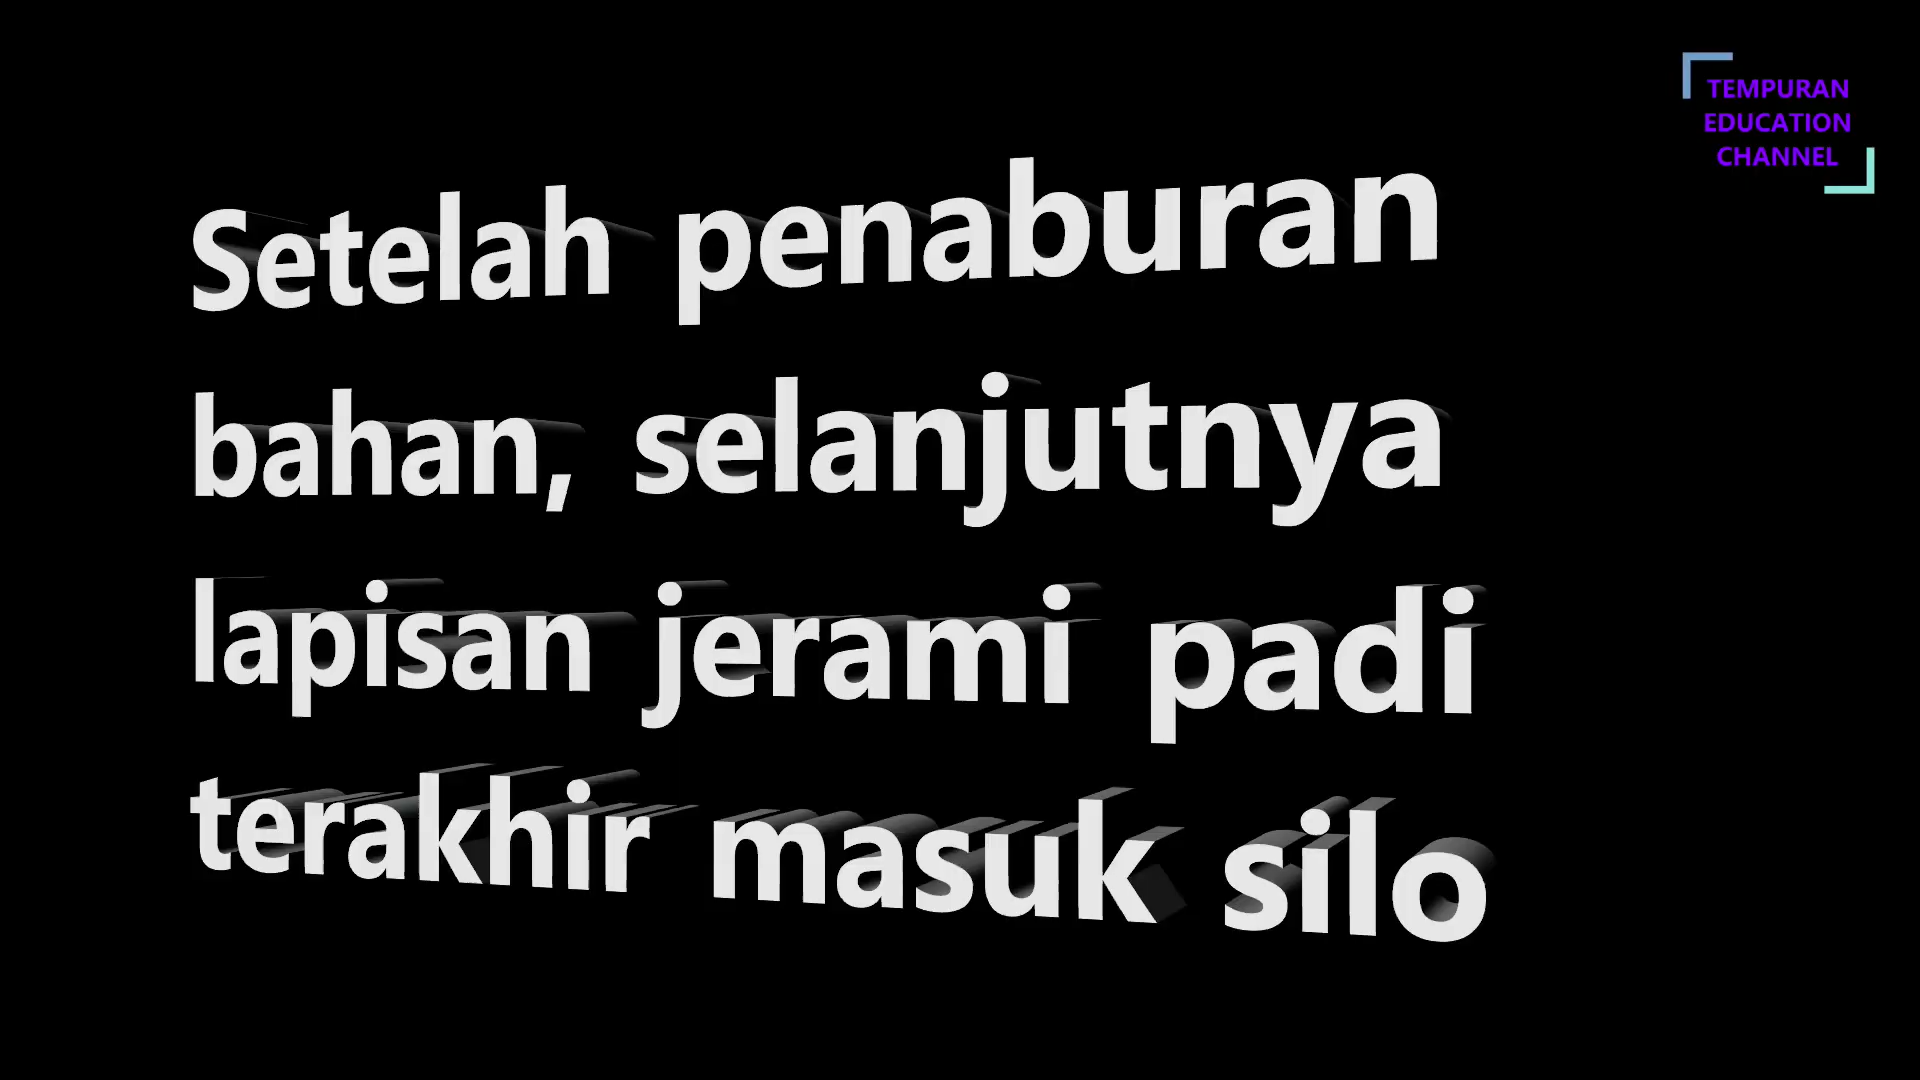 TEMPURAN
EDUCATION
CHANNEL
Setelah penaburan
bahan, selanjutnya
lapisan jerami padi
terakhir masuk silo